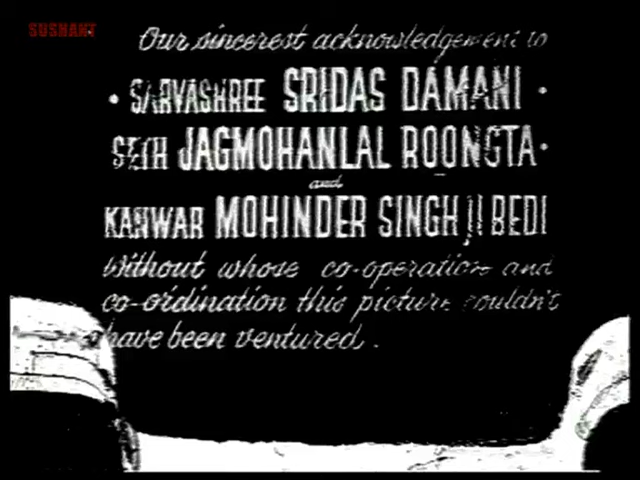 SUSHANT
Our sincerest acknowledgement to
• SARVASHREE SRIDAS DAMANI •
SETH JAGMOHANLAL ROONGTA •
and
KANWAR MOHINDER SINGH JI BEDI
Without whose co-operation and
co-ordination this picture couldn't
have been ventured.